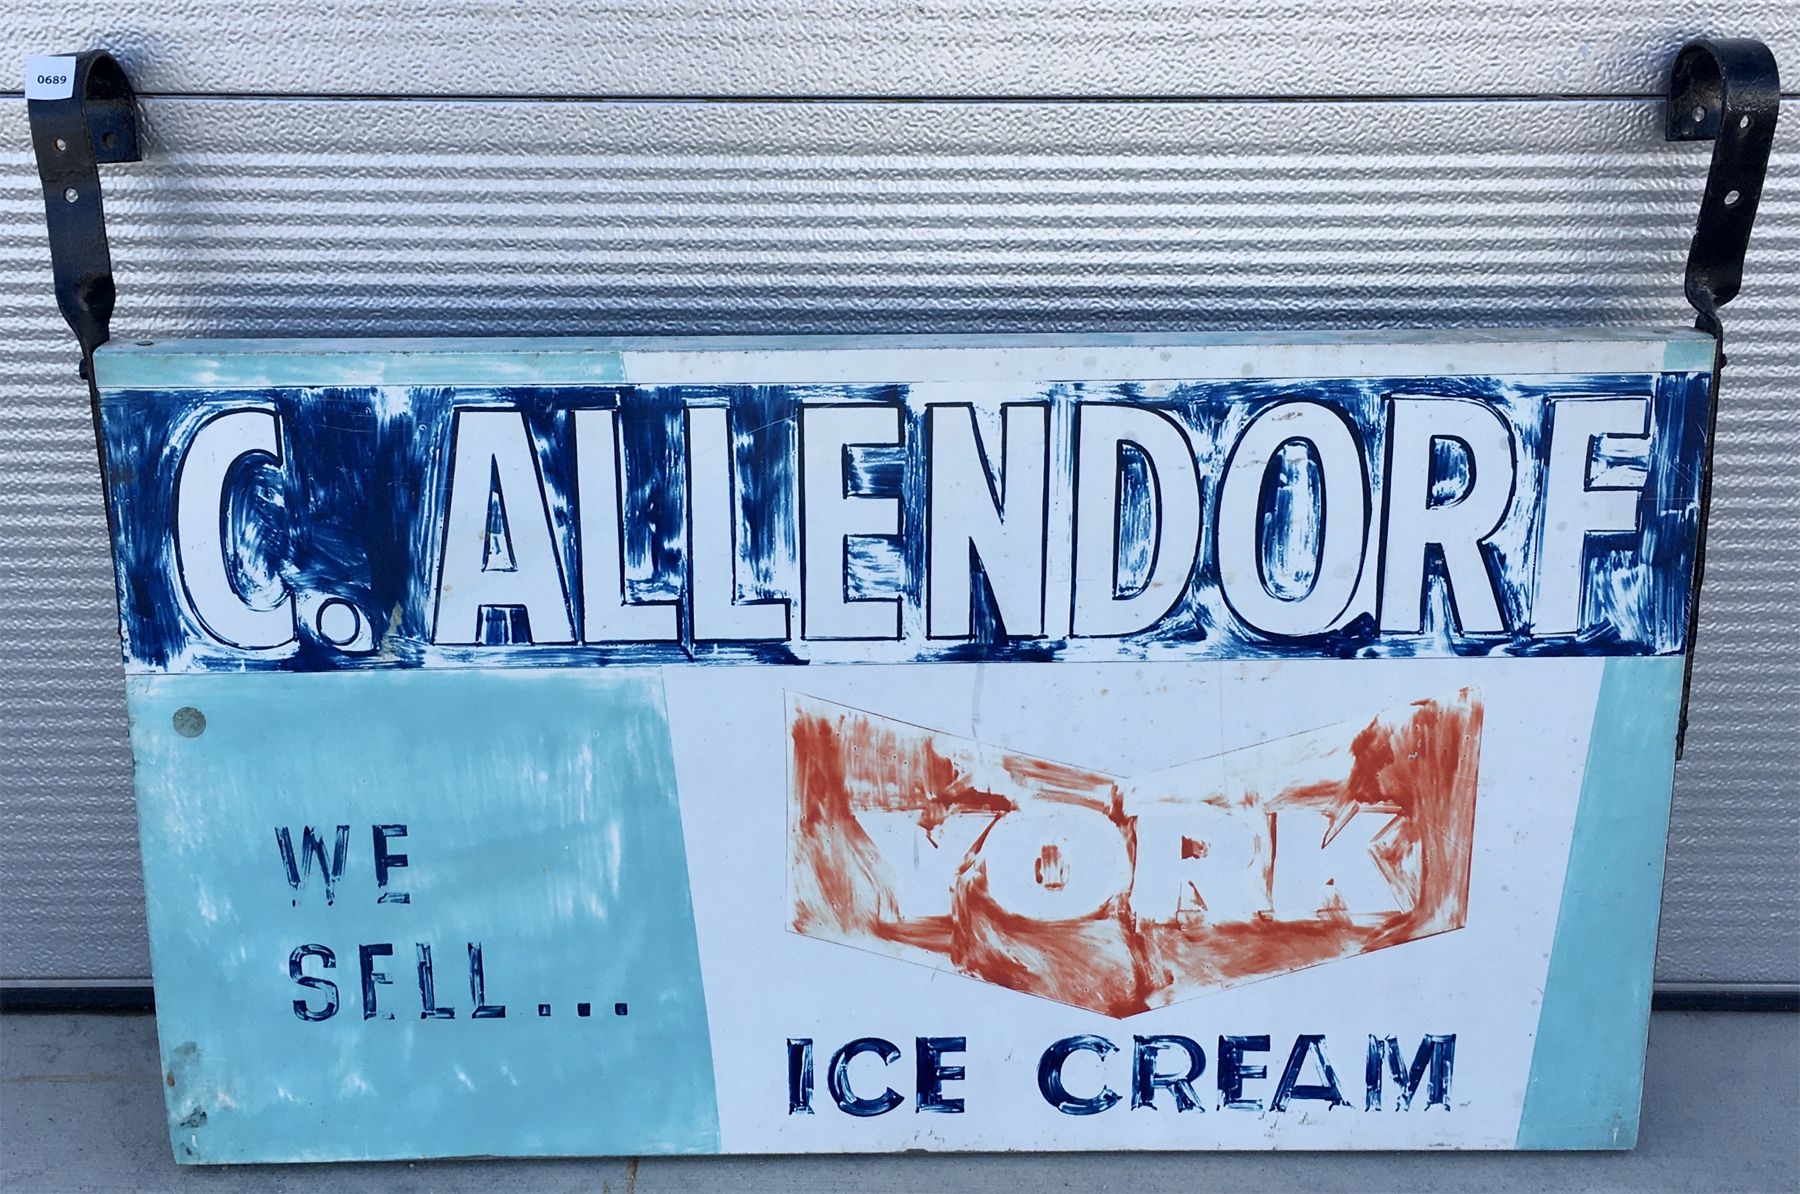 0689
C. ALLENDORF
WE
SELL...
YORK
ICE CREAM